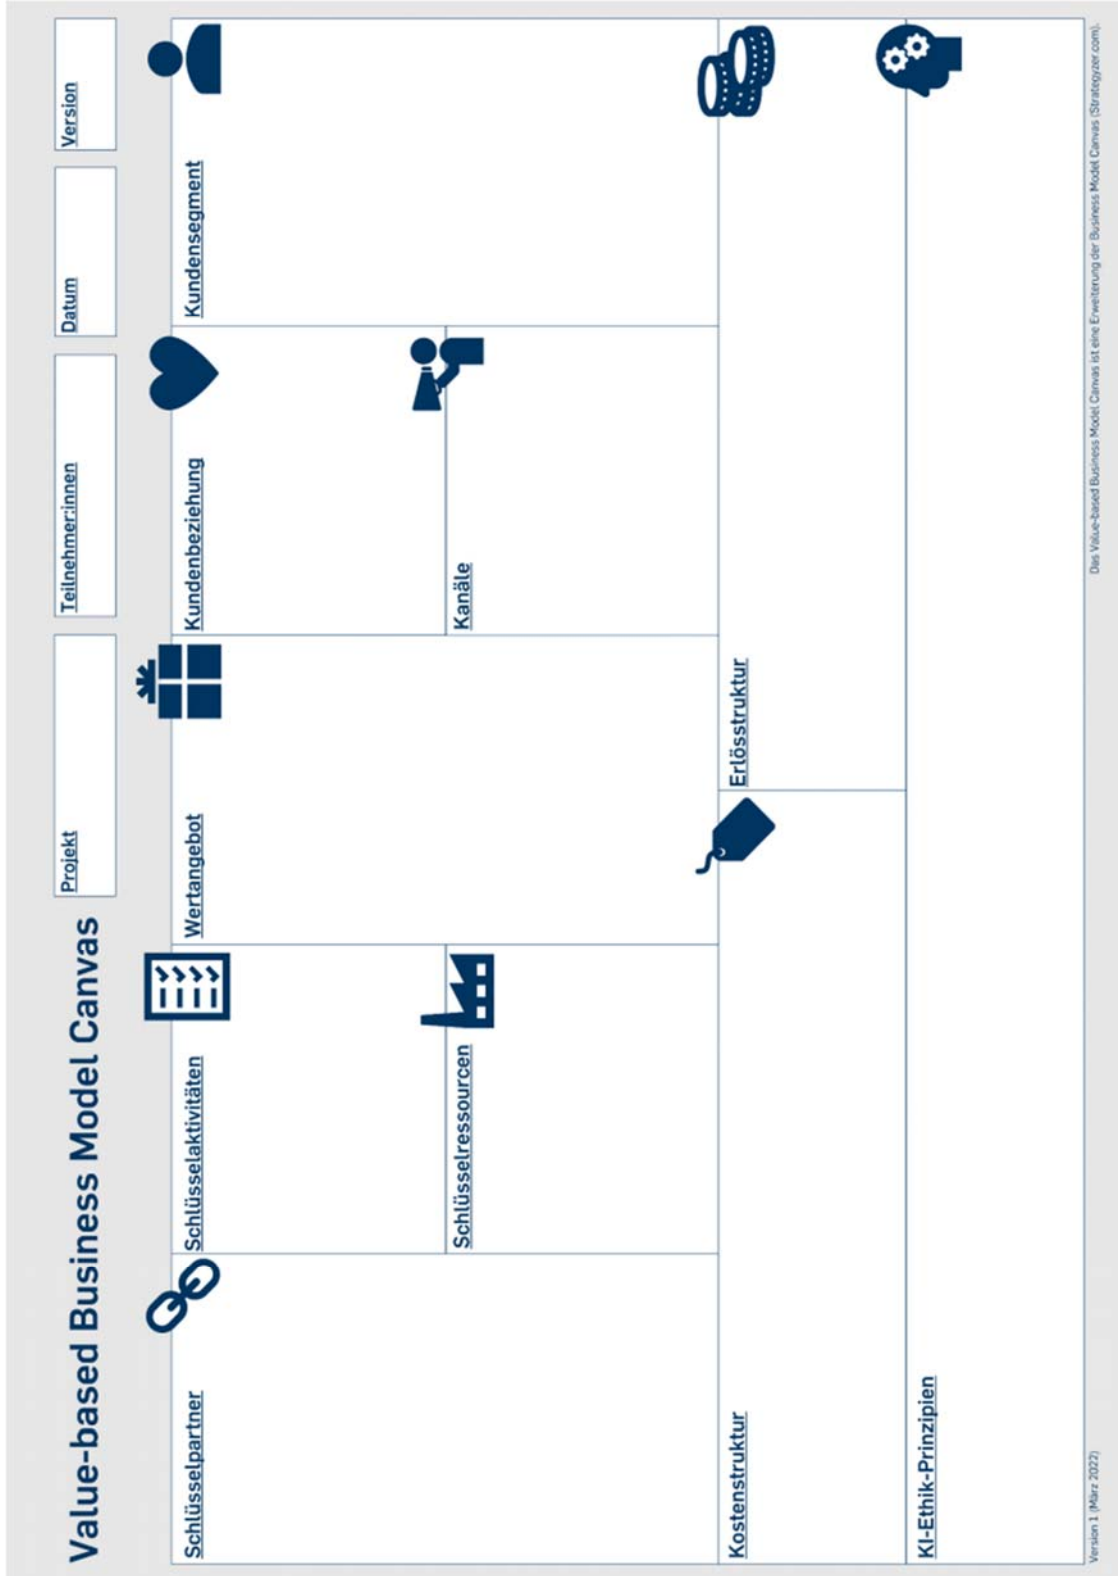 Value-based Business Model Canvas
Projekt
Teilnehmer:innen
Datum
Version
Schlüsselpartner
Schlüsselaktivitäten
Schlüsselressourcen
Wertangebot
Kundenbeziehung
Kanäle
Kundensegment
Kostenstruktur
Erlösstruktur
KI-Ethik-Prinzipien
Version 1 (März 2022)
Das Value-based Business Model Canvas ist eine Erweiterung der Business Model Canvas (Strategyzer.com).